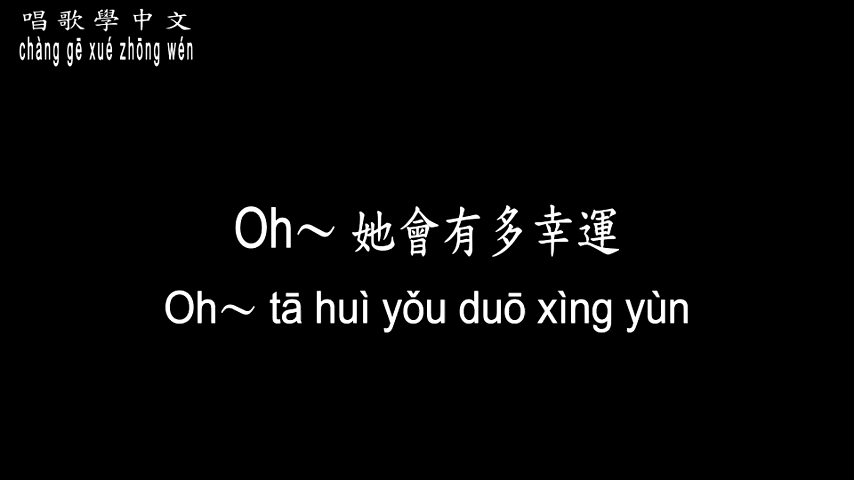 唱歌學中文
chàng gē xué zhōng wén
Oh~ 她會有多幸運
Oh~ tā huì yǒu duō xìng yùn